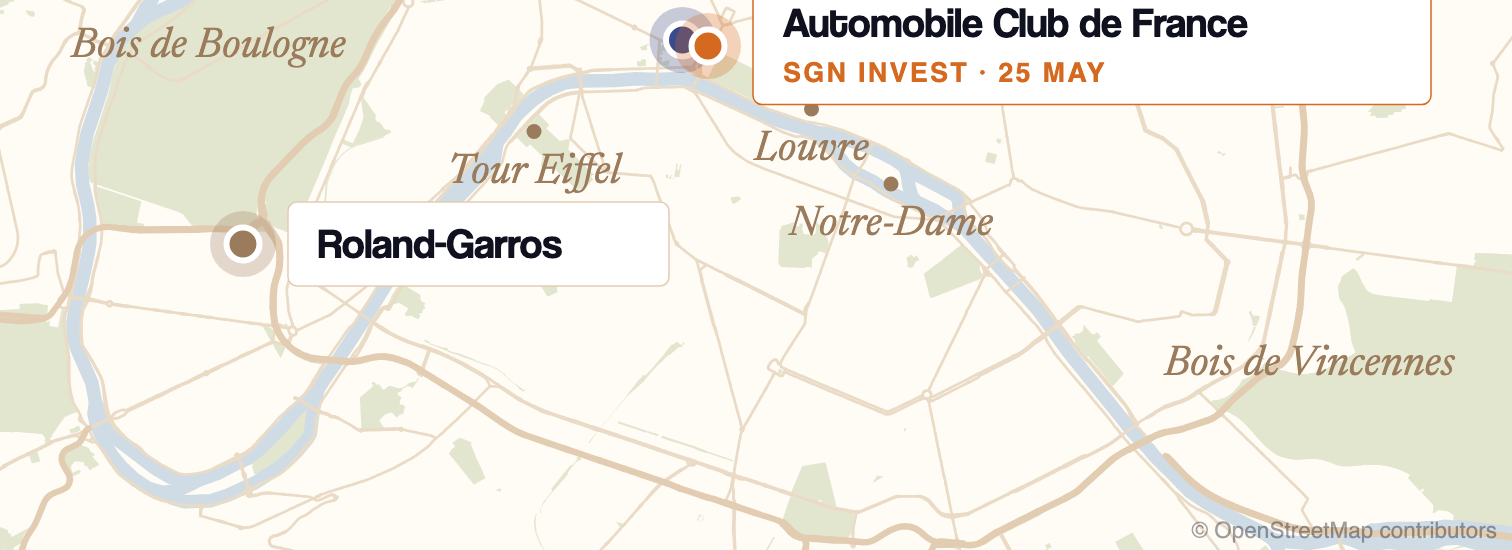 Automobile Club de France
SGN INVEST · 25 MAY
Bois de Boulogne
Louvre
Tour Eiffel
Notre-Dame
Roland-Garros
Bois de Vincennes
© OpenStreetMap contributors